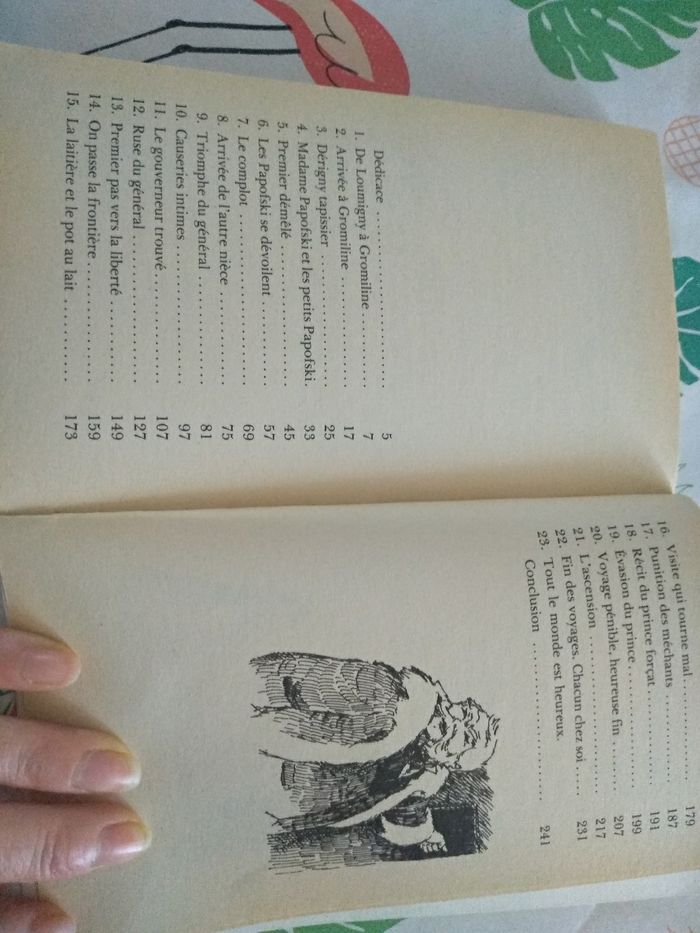 Dédicace ........................ 5
1. De Loumigny à Gromiline ........ 7
2. Arrivée à Gromiline ............ 17
3. Dérigny tapissier .............. 25
4. Madame Papofski et les petits Papofski. 33
5. Premier démêlé ................. 45
6. Les Papofski se dévoilent ...... 57
7. Le complot ..................... 69
8. Arrivée de l'autre nièce ....... 75
9. Triomphe du général ............ 81
10. Causeries intimes ............. 97
11. Le gouverneur trouvé .......... 107
12. Ruse du général ............... 127
13. Premier pas vers la liberté ... 149
14. On passe la frontière ......... 159
15. La laitière et le pot au lait . 173
16. Visite qui tourne mal ......... 179
17. Punition des méchants ......... 187
18. Récit du prince forçat ........ 191
19. Évasion du prince ............. 199
20. Voyage pénible, heureuse fin .. 207
21. L'ascension ................... 217
22. Fin des voyages. Chacun chez soi .... 231
23. Tout le monde est heureux.
Conclusion ........................ 241